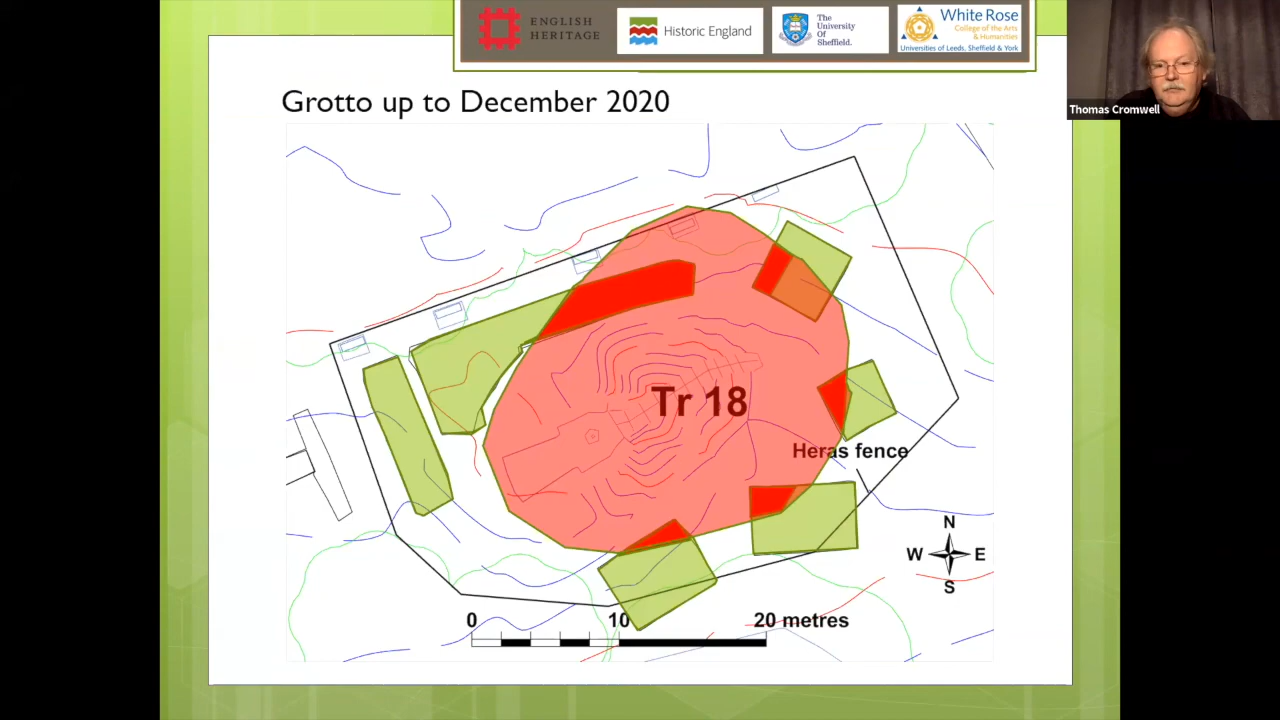 ENGLISH
HERITAGE
Historic England
The
University
Of
Sheffield.
White Rose
College of the Arts
& Humanities
Universities of Leeds, Sheffield & York
Thomas Cromwell
Grotto up to December 2020
Tr 18
Heras fence
N
W E
S
0 10 20 metres